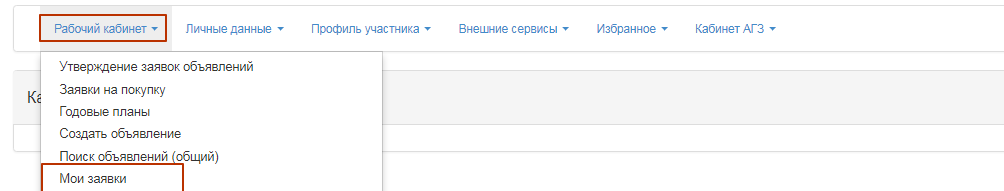 Рабочий кабинет Личные данные Профиль участника Внешние сервисы Избранное Кабинет АГЗ
Утверждение заявок объявлений
Заявки на покупку
Годовые планы
Создать объявление
Поиск объявлений (общий)
Мои заявки